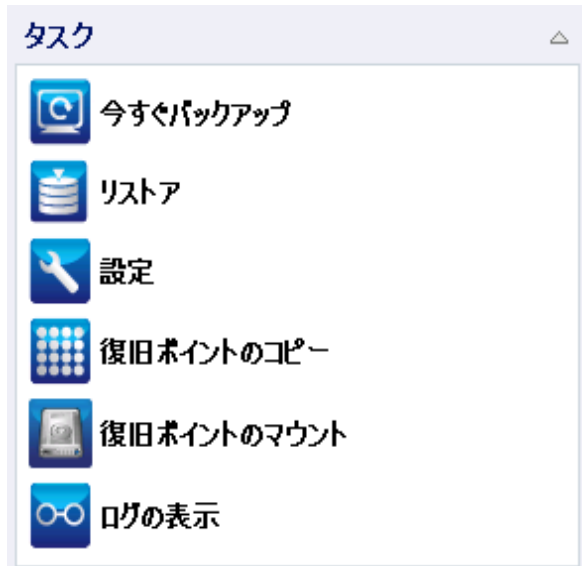 タスク
今すぐバックアップ
リストア
設定
復旧ポイントのコピー
復旧ポイントのマウント
ログの表示